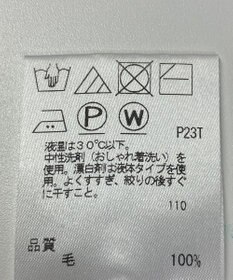 P W P23T
液温は30℃以下。
中性洗剤(おしゃれ着洗い)を
使用。漂白剤は液体タイプを使
用。よくすすぎ、絞りの後すぐ
に干すこと。
110
品質
毛 100%